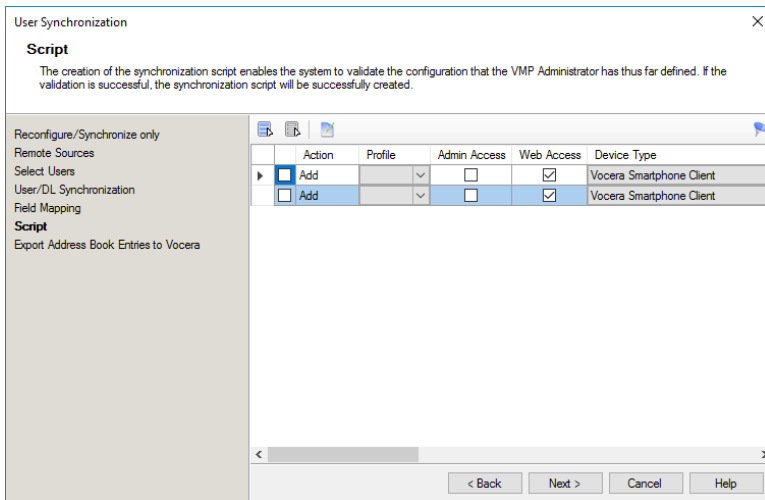 User Synchronization
Script
The creation of the synchronization script enables the system to validate the configuration that the VMP Administrator has thus far defined. If the
validation is successful, the synchronization script will be successfully created.
Reconfigure/Synchronize only
Remote Sources
Select Users
User/DL Synchronization
Field Mapping
Script
Export Address Book Entries to Vocera
Action Profile Admin Access Web Access Device Type
Add Vocera Smartphone Client
Add Vocera Smartphone Client
< Back Next > Cancel Help